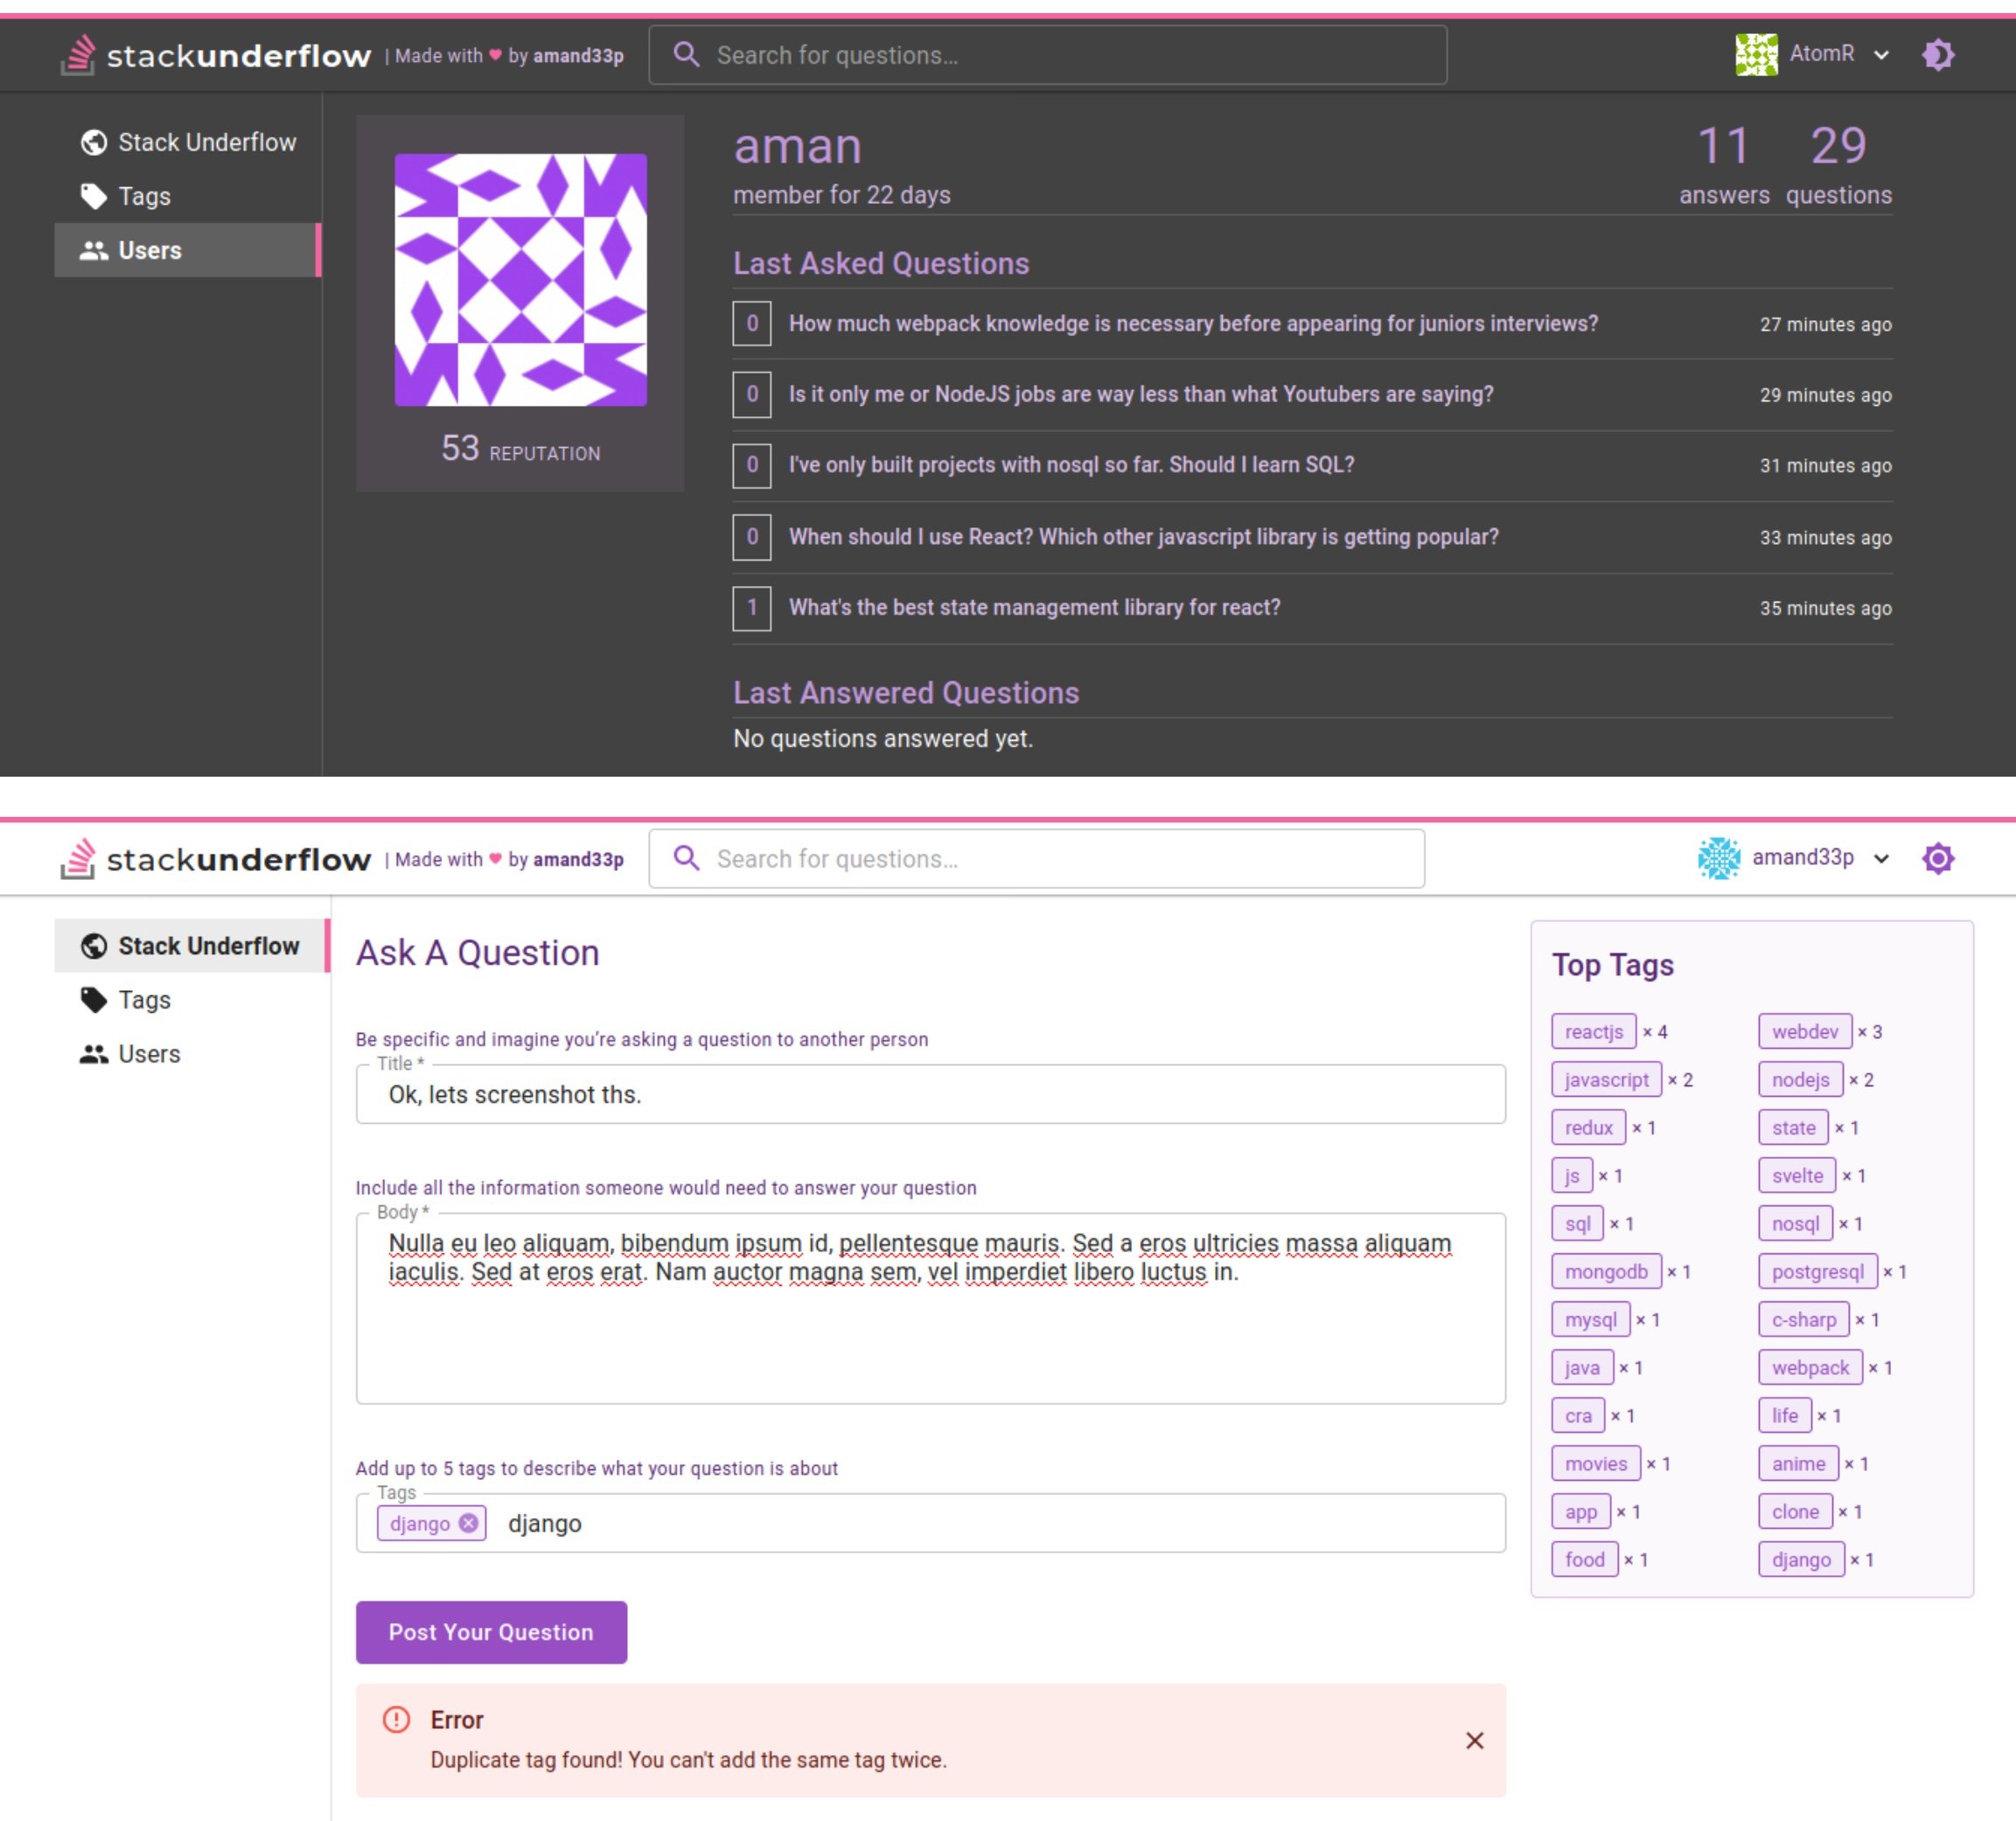 stackunderflow | Made with ♥ by amand33p
Search for questions...
AtomR
Stack Underflow
Tags
Users
53 REPUTATION
aman
member for 22 days
11 answers
29 questions
Last Asked Questions
0 How much webpack knowledge is necessary before appearing for juniors interviews? 27 minutes ago
0 Is it only me or NodeJS jobs are way less than what Youtubers are saying? 29 minutes ago
0 I've only built projects with nosql so far. Should I learn SQL? 31 minutes ago
0 When should I use React? Which other javascript library is getting popular? 33 minutes ago
1 What's the best state management library for react? 35 minutes ago
Last Answered Questions
No questions answered yet.
stackunderflow | Made with ♥ by amand33p
Search for questions...
amand33p
Stack Underflow
Tags
Users
Ask A Question
Be specific and imagine you're asking a question to another person
Title *
Ok, lets screenshot ths.
Include all the information someone would need to answer your question
Body *
Nulla eu leo aliquam, bibendum ipsum id, pellentesque mauris. Sed a eros ultricies massa aliquam
iaculis. Sed at eros erat. Nam auctor magna sem, vel imperdiet libero luctus in.
Add up to 5 tags to describe what your question is about
Tags
django django
Post Your Question
Error
Duplicate tag found! You can't add the same tag twice.
Top Tags
reactjs × 4 webdev × 3
javascript × 2 nodejs × 2
redux × 1 state × 1
js × 1 svelte × 1
sql × 1 nosql × 1
mongodb × 1 postgresql × 1
mysql × 1 c-sharp × 1
java × 1 webpack × 1
cra × 1 life × 1
movies × 1 anime × 1
app × 1 clone × 1
food × 1 django × 1